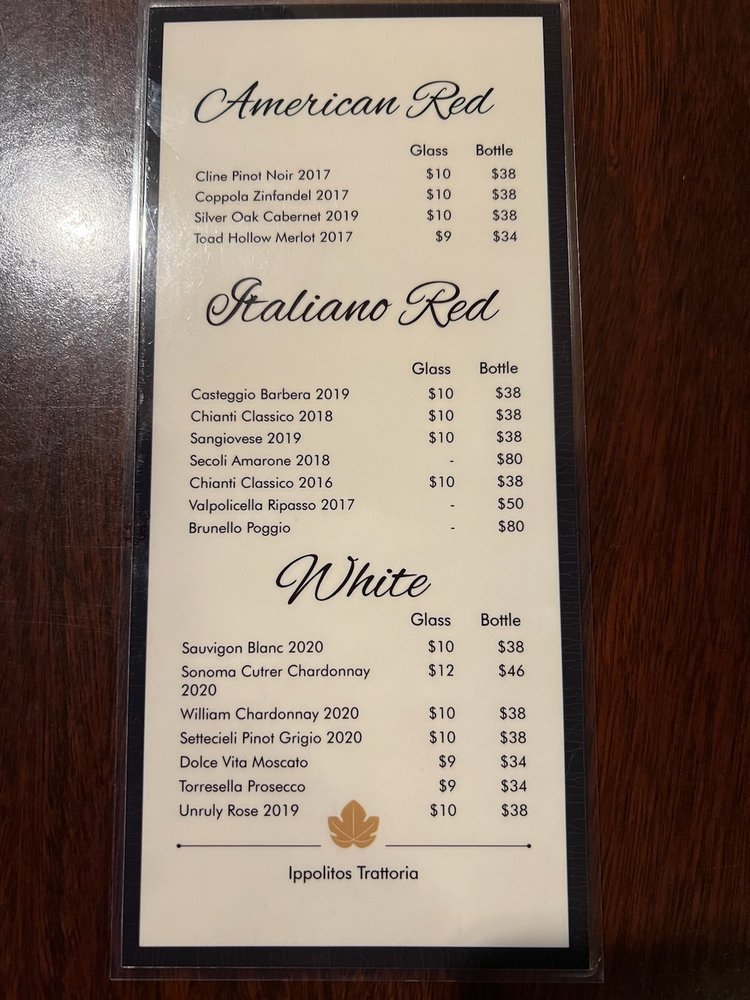 American Red
Glass Bottle
Cline Pinot Noir 2017 $10 $38
Coppola Zinfandel 2017 $10 $38
Silver Oak Cabernet 2019 $10 $38
Toad Hollow Merlot 2017 $9 $34
Italiano Red
Glass Bottle
Casteggio Barbera 2019 $10 $38
Chianti Classico 2018 $10 $38
Sangiovese 2019 $10 $38
Secoli Amarone 2018 - $80
Chianti Classico 2016 $10 $38
Valpolicella Ripasso 2017 - $50
Brunello Poggio - $80
White
Glass Bottle
Sauvigon Blanc 2020 $10 $38
Sonoma Cutrer Chardonnay $12 $46
2020
William Chardonnay 2020 $10 $38
Settecieli Pinot Grigio 2020 $10 $38
Dolce Vita Moscato $9 $34
Torresella Prosecco $9 $34
Unruly Rose 2019 $10 $38
Ippolitos Trattoria